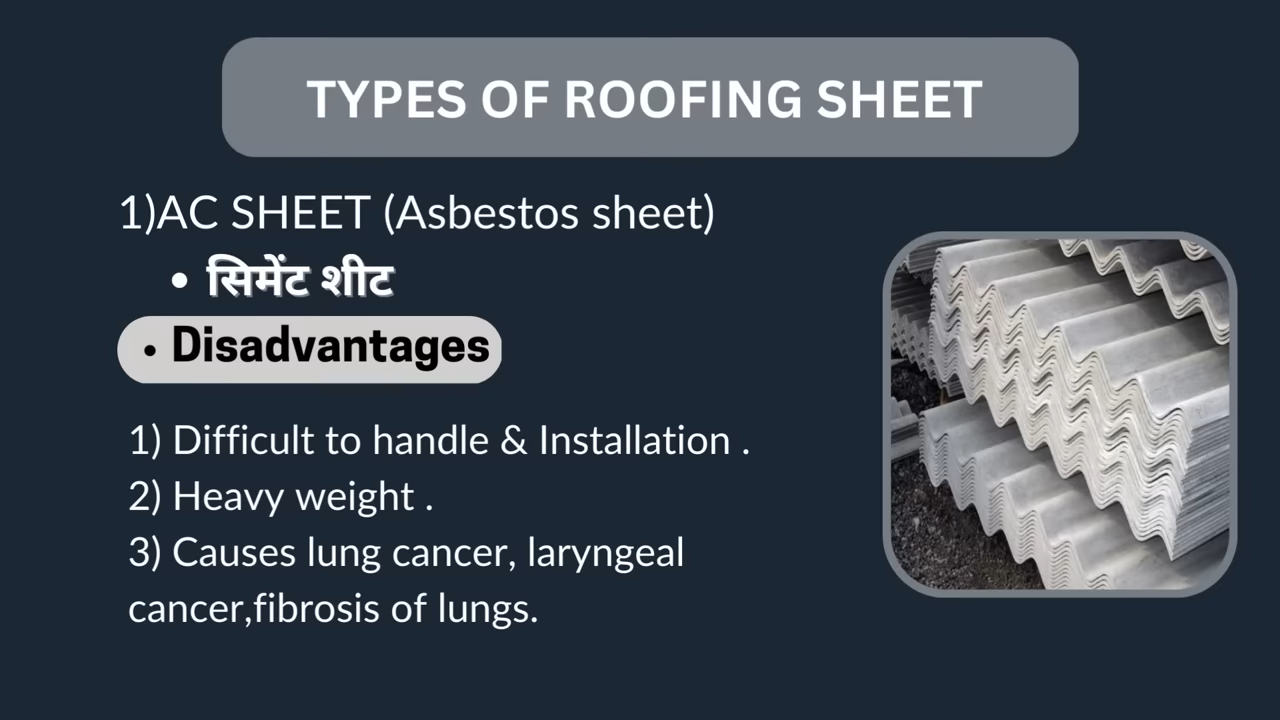 TYPES OF ROOFING SHEET
1)AC SHEET (Asbestos sheet)
• सिमेंट शीट
• Disadvantages
1) Difficult to handle & Installation .
2) Heavy weight .
3) Causes lung cancer, laryngeal
cancer,fibrosis of lungs.